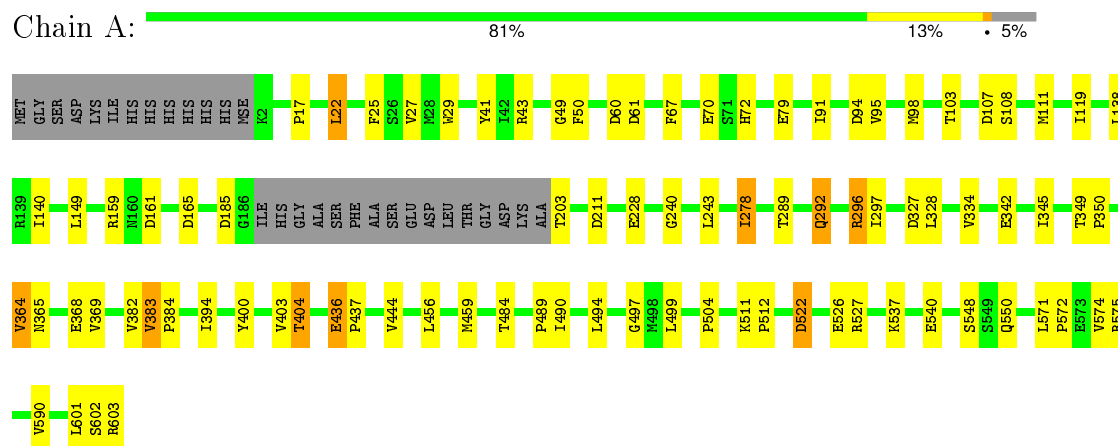 Chain A:
81% 13% • 5%
MET GLY SER ASP LYS ILE HIS HIS HIS HIS HIS HIS MSE K2 P17 L22 F25 S26 V27 M28 W29 Y41 I42 R43 G49 F50 D60 D61 F67 E70 S71 H72 E79 I91 D94 V95 M98 T103 D107 S108 M111 I119 L138
R139 I140 L149 R159 N160 D161 D165 D185 G186 ILE HIS GLY ALA SER PHE ALA SER GLU ASP LEU THR GLY ASP LYS ALA T203 D211 E228 G240 L243 I278 T289 Q292 R296 I297 D327 L328 V334 E342 I345 T349 P350
V364 N365 E368 V369 V382 V383 P384 I394 Y400 V403 T404 E436 P437 V444 L456 M459 T484 P489 I490 L494 G497 M498 L499 P504 K511 P512 D522 E526 R527 K537 E540 S548 S549 Q550 L571 P572 E573 V574 R575
V590 L601 S602 R603